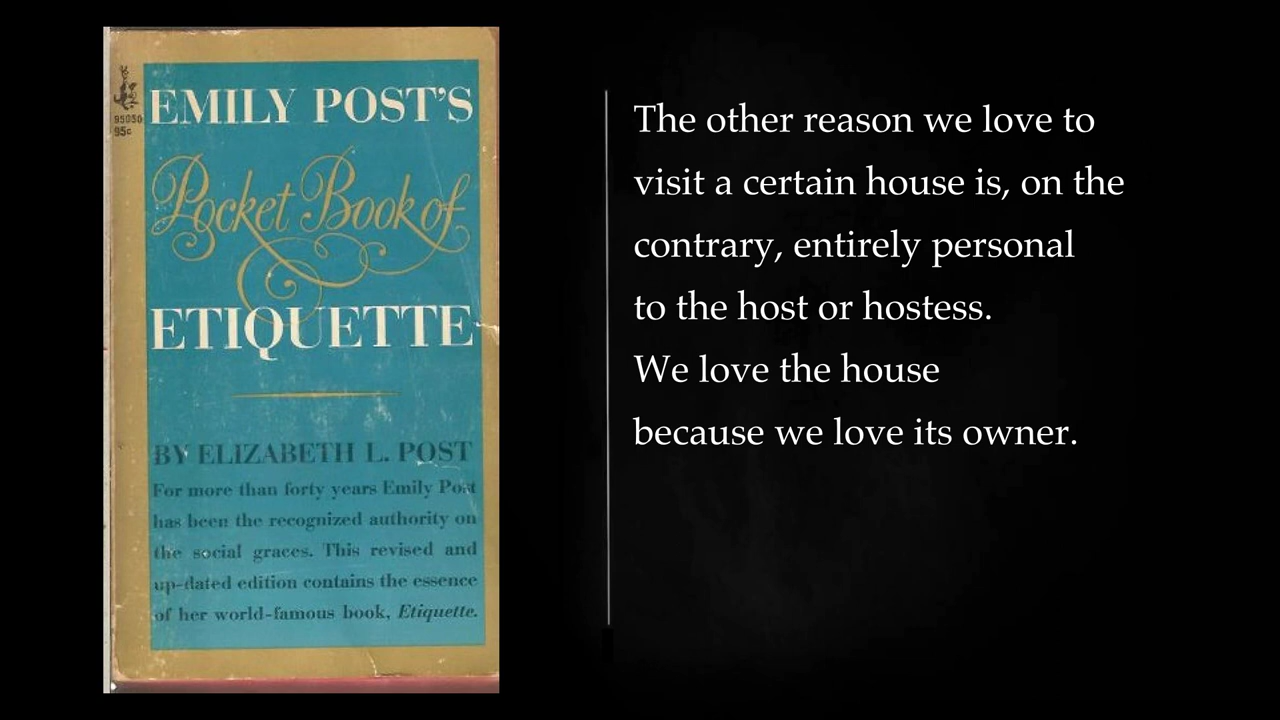 EMILY POST'S
95050
95c
Pocket Book of
ETIQUETTE
BY ELIZABETH L. POST
For more than forty years Emily Post
has been the recognized authority on
the social graces. This revised and
up-dated edition contains the essence
of her world-famous book, Etiquette.
The other reason we love to
visit a certain house is, on the
contrary, entirely personal
to the host or hostess.
We love the house
because we love its owner.